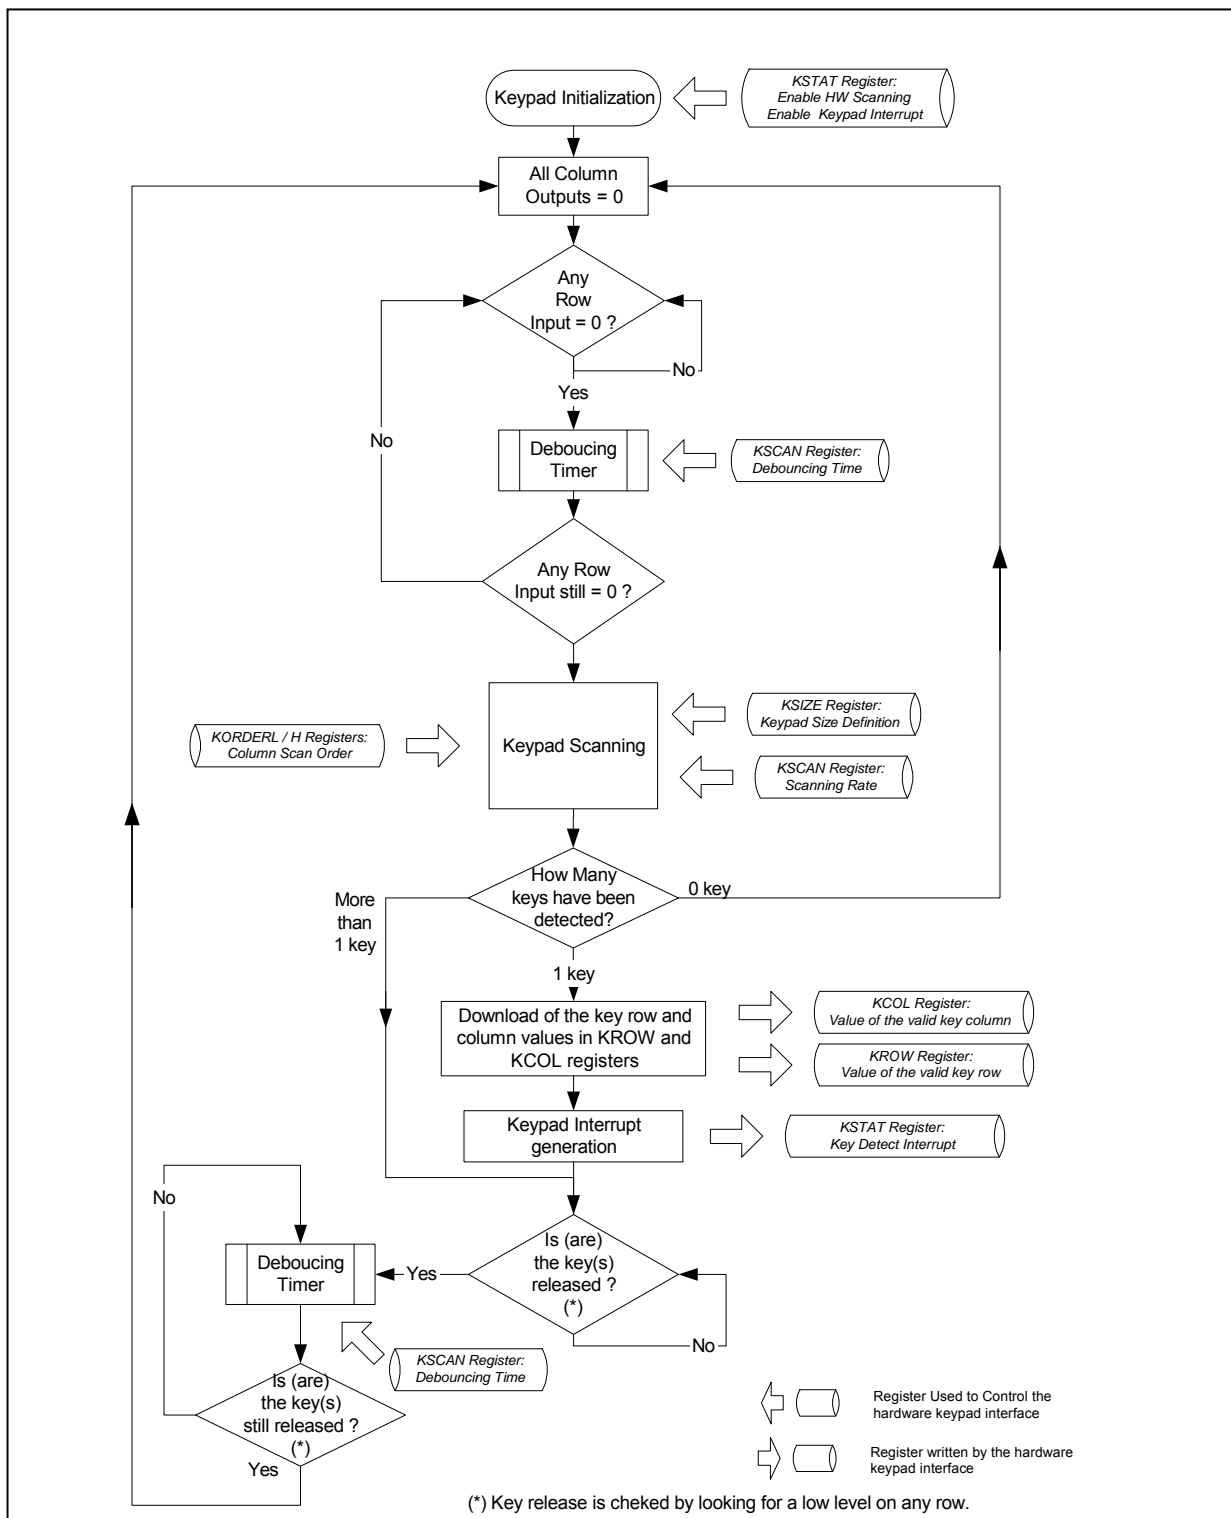 Keypad Initialization
KSTAT Register:
Enable HW Scanning
Enable Keypad Interrupt
All Column
Outputs = 0
Any
Row
Input = 0 ?
No
Yes
No
Deboucing
Timer
KSCAN Register:
Debouncing Time
Any Row
Input still = 0 ?
KORDERL / H Registers:
Column Scan Order
Keypad Scanning
KSIZE Register:
Keypad Size Definition
KSCAN Register:
Scanning Rate
How Many
keys have been
detected?
0 key
More
than
1 key
1 key
Download of the key row and
column values in KROW and
KCOL registers
KCOL Register:
Value of the valid key column
KROW Register:
Value of the valid key row
Keypad Interrupt
generation
KSTAT Register:
Key Detect Interrupt
No
Is (are)
the key(s)
released ?
(*)
Yes
No
Deboucing
Timer
KSCAN Register:
Debouncing Time
Is (are)
the key(s)
still released ?
(*)
Yes
Register Used to Control the
hardware keypad interface
Register written by the hardware
keypad interface
(*) Key release is cheked by looking for a low level on any row.